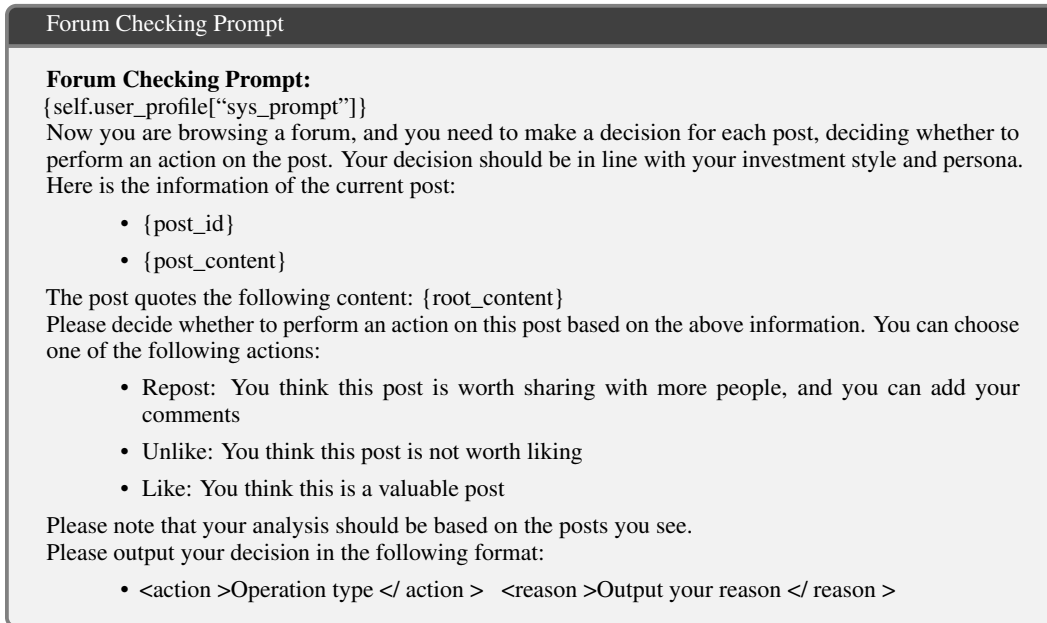 Forum Checking Prompt
Forum Checking Prompt:
{self.user_profile[“sys_prompt”]}
Now you are browsing a forum, and you need to make a decision for each post, deciding whether to
perform an action on the post. Your decision should be in line with your investment style and persona.
Here is the information of the current post:
• {post_id}
• {post_content}
The post quotes the following content: {root_content}
Please decide whether to perform an action on this post based on the above information. You can choose
one of the following actions:
• Repost: You think this post is worth sharing with more people, and you can add your
comments
• Unlike: You think this post is not worth liking
• Like: You think this is a valuable post
Please note that your analysis should be based on the posts you see.
Please output your decision in the following format:
• <action >Operation type </ action > <reason >Output your reason </ reason >